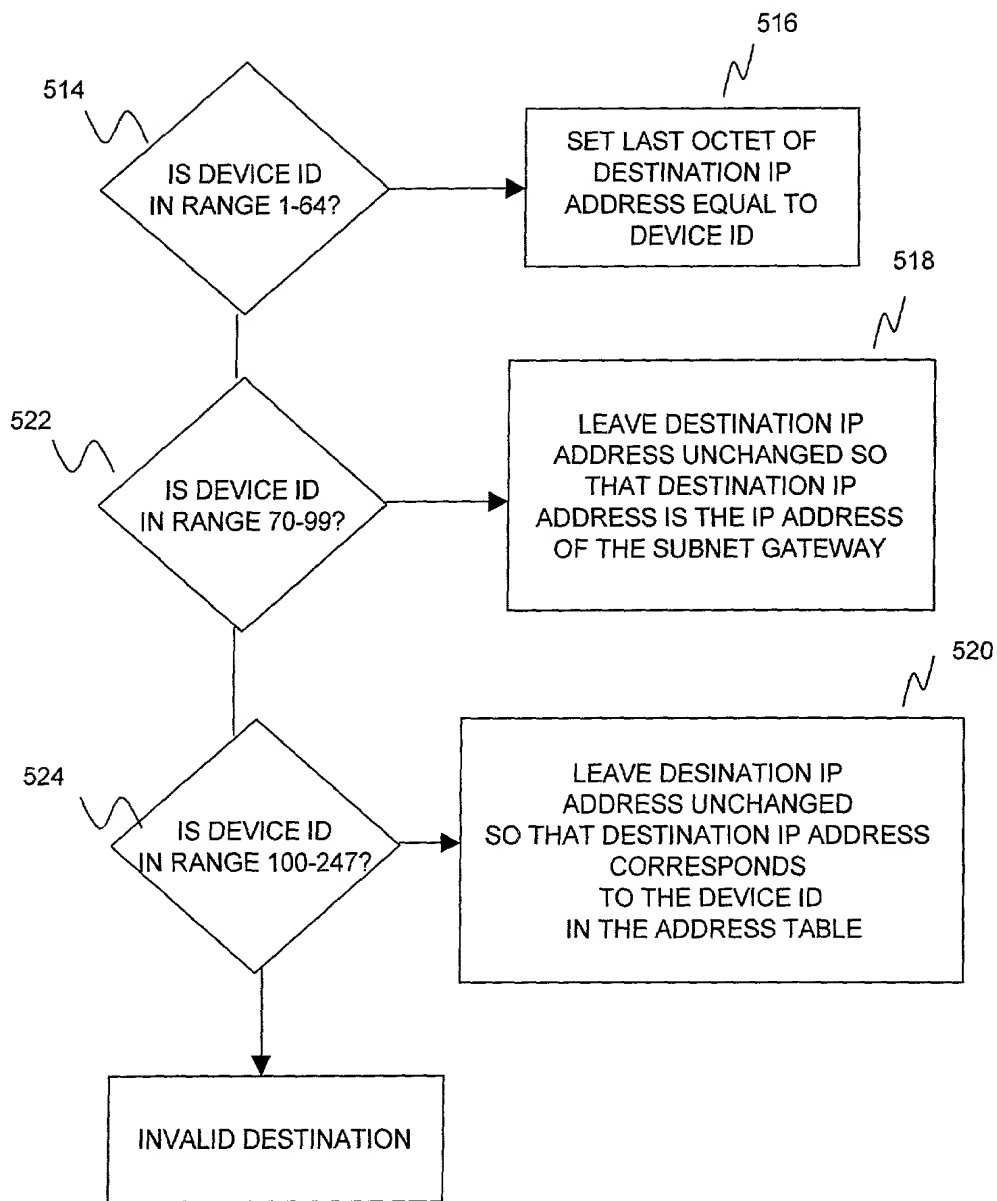 516
514
IS DEVICE ID
IN RANGE 1-64?
SET LAST OCTET OF
DESTINATION IP
ADDRESS EQUAL TO
DEVICE ID
518
522
IS DEVICE ID
IN RANGE 70-99?
LEAVE DESTINATION IP
ADDRESS UNCHANGED SO
THAT DESTINATION IP
ADDRESS IS THE IP ADDRESS
OF THE SUBNET GATEWAY
520
524
IS DEVICE ID
IN RANGE 100-247?
LEAVE DESINATION IP
ADDRESS UNCHANGED
SO THAT DESTINATION IP ADDRESS
CORRESPONDS
TO THE DEVICE ID
IN THE ADDRESS TABLE
INVALID DESTINATION